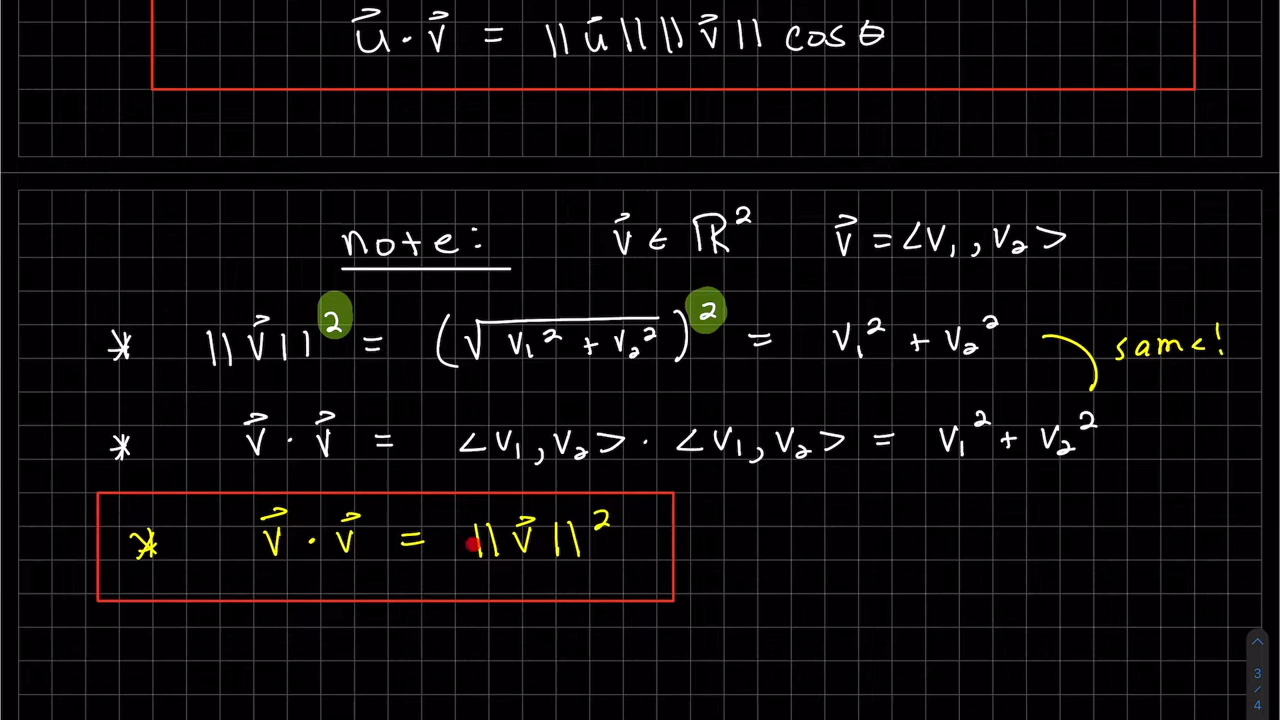 u⃗ · v⃗ = ||u⃗|| ||v⃗|| cos θ
note: v⃗ ∈ ℝ² v⃗ = <v₁, v₂>
* ||v⃗||² = (√(v₁² + v₂²))² = v₁² + v₂² same!
* v⃗ · v⃗ = <v₁, v₂> · <v₁, v₂> = v₁² + v₂²
* v⃗ · v⃗ = ||v⃗||²
3
/
4